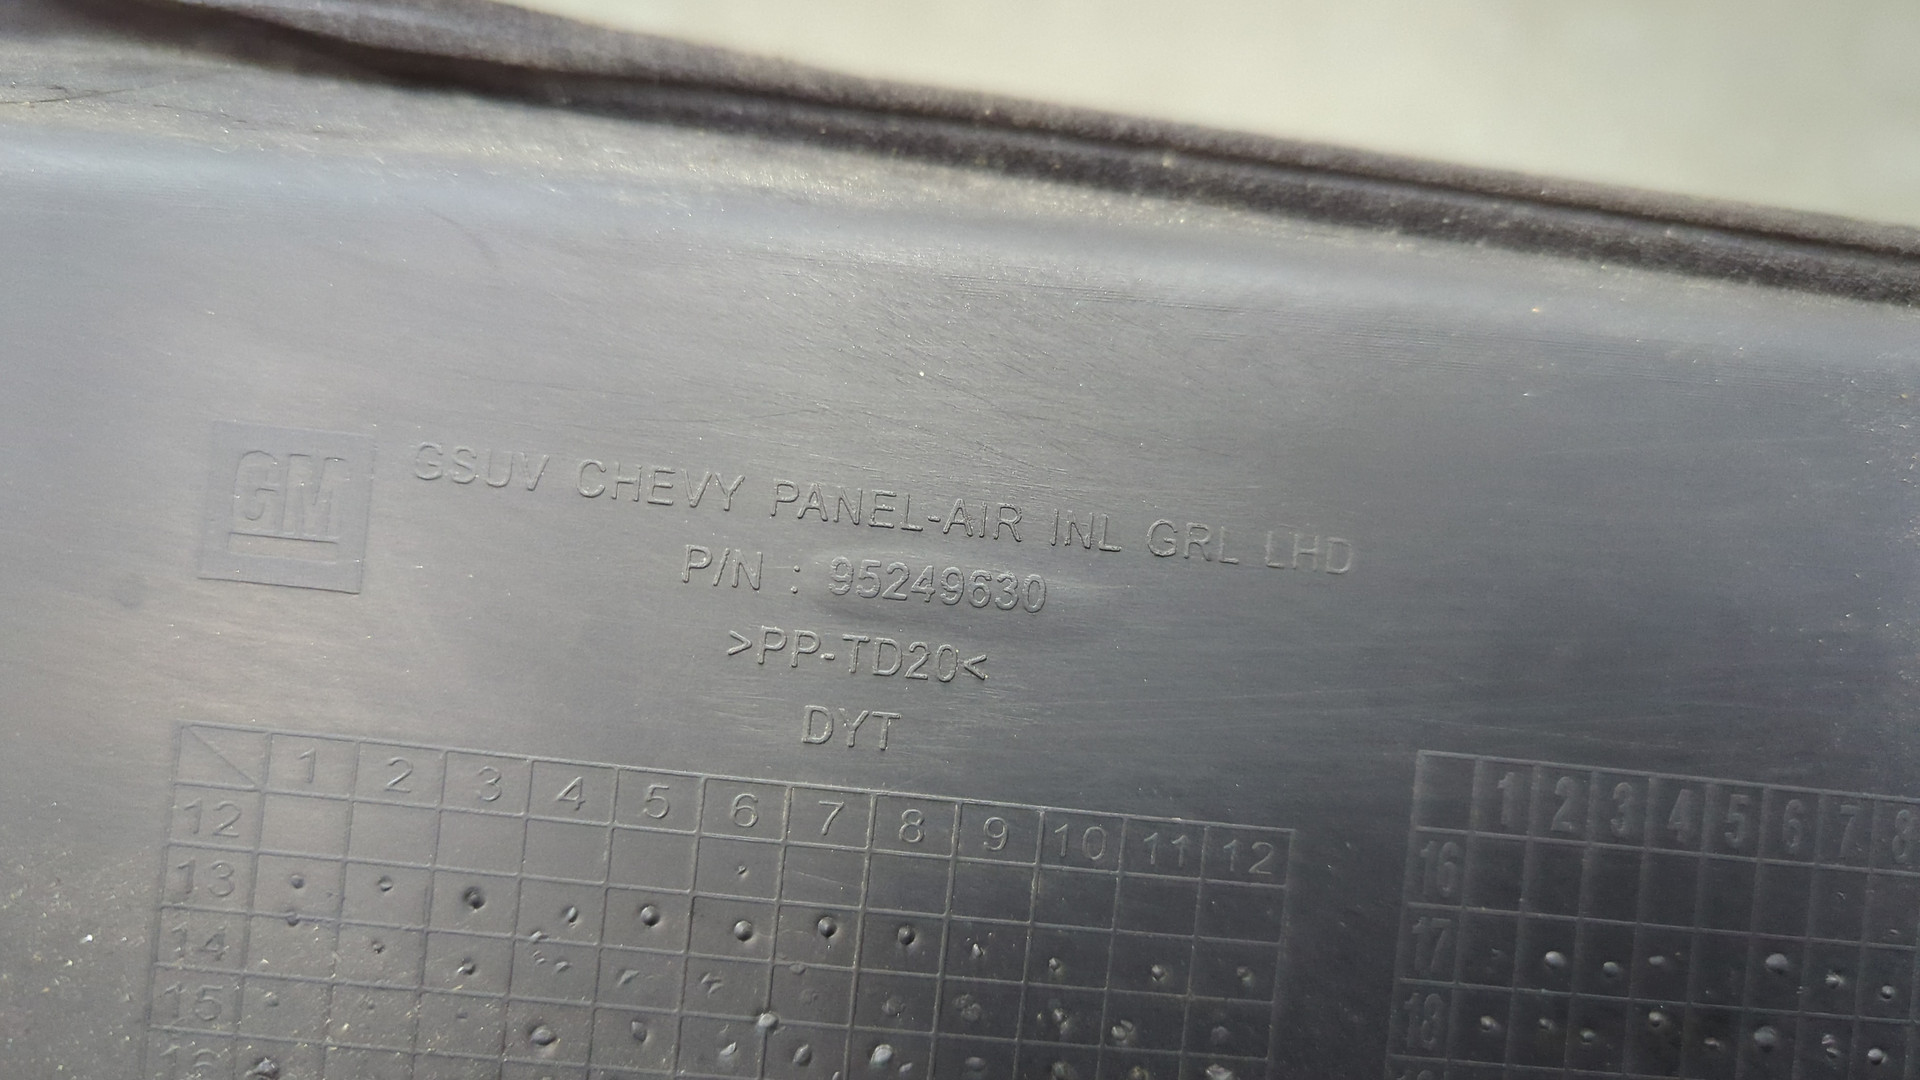 GM
GSUV CHEVY PANEL-AIR INL GRL LHD
P/N : 95249630
>PP-TD20<
DYT
1 2 3 4 5 6 7 8 9 10 11 12
12
13
14
15
16
1 2 3 4 5 6 7 8
16
17
18